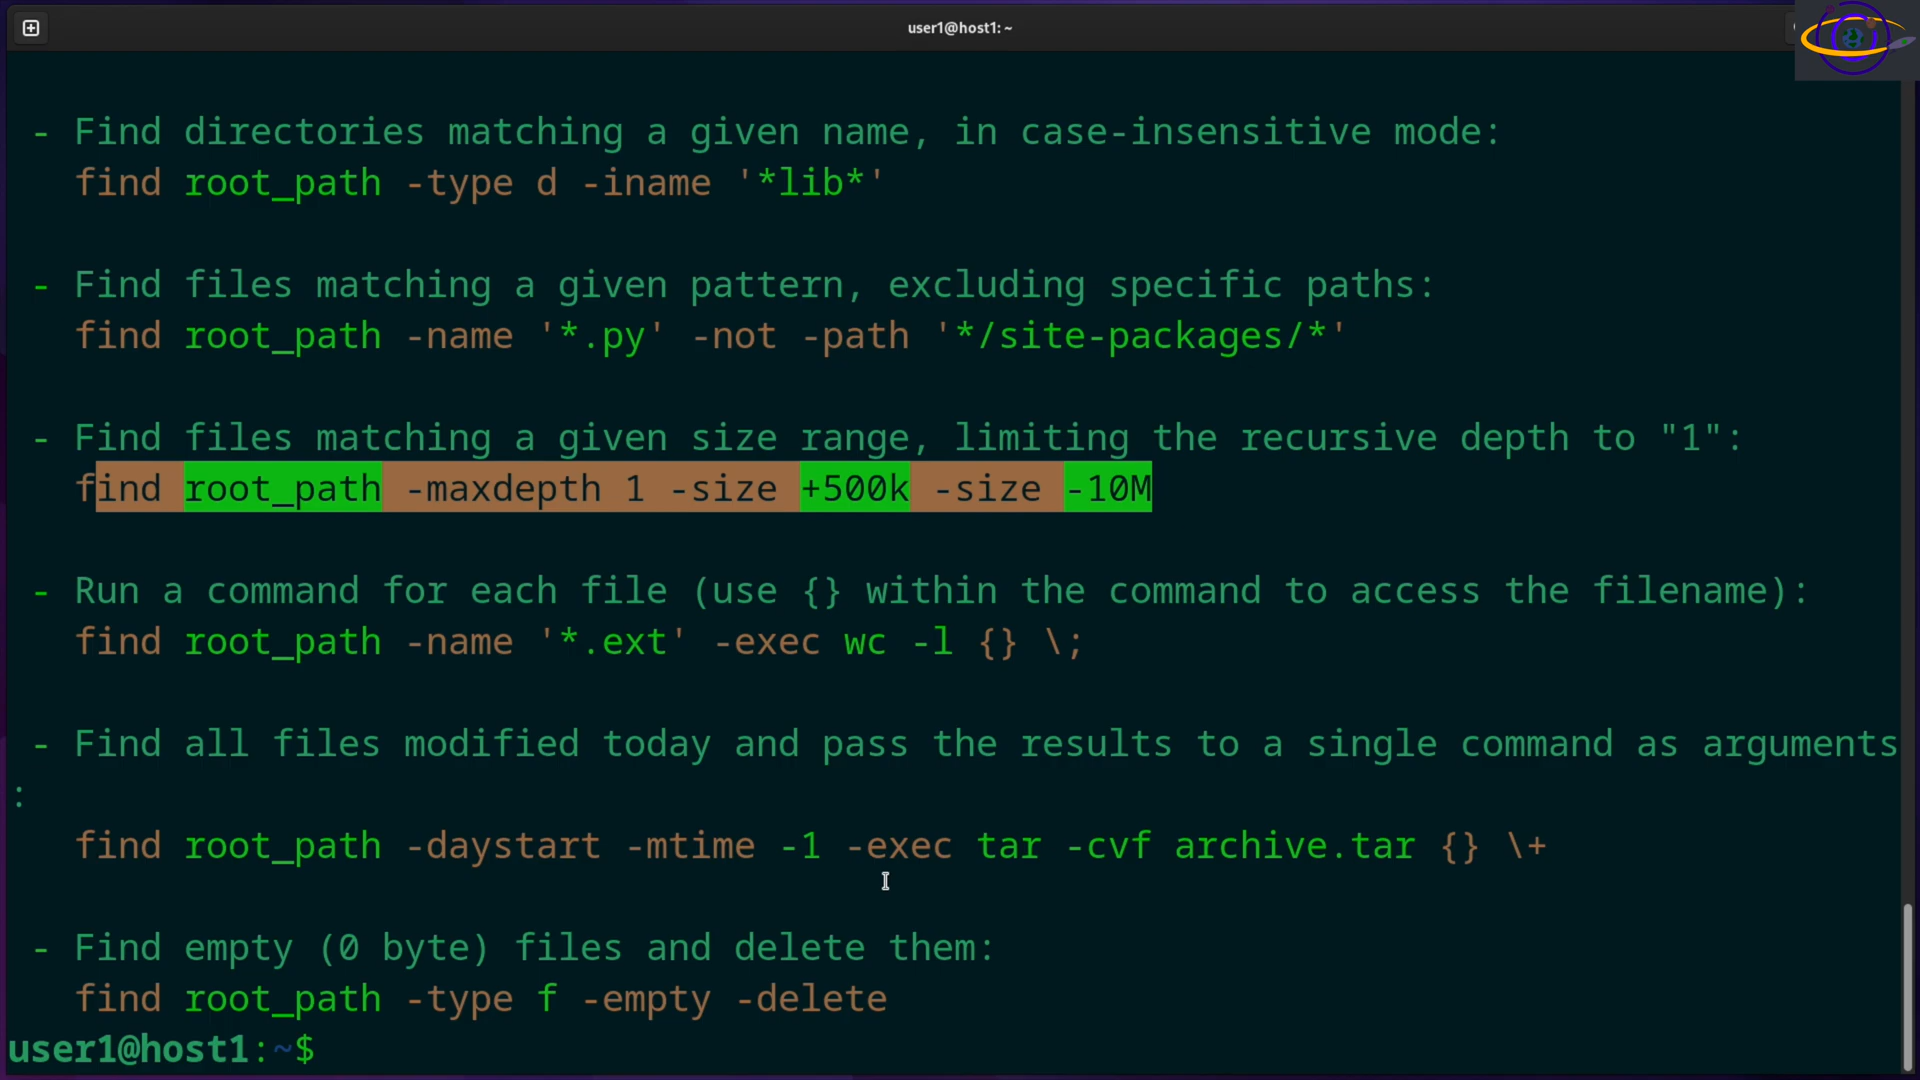 user1@host1: ~
- Find directories matching a given name, in case-insensitive mode:
find root_path -type d -iname '*lib*'
- Find files matching a given pattern, excluding specific paths:
find root_path -name '*.py' -not -path '*/site-packages/*'
- Find files matching a given size range, limiting the recursive depth to "1":
find root_path -maxdepth 1 -size +500k -size -10M
- Run a command for each file (use {} within the command to access the filename):
find root_path -name '*.ext' -exec wc -l {} \;
- Find all files modified today and pass the results to a single command as arguments
:
find root_path -daystart -mtime -1 -exec tar -cvf archive.tar {} \+
- Find empty (0 byte) files and delete them:
find root_path -type f -empty -delete
user1@host1:~$